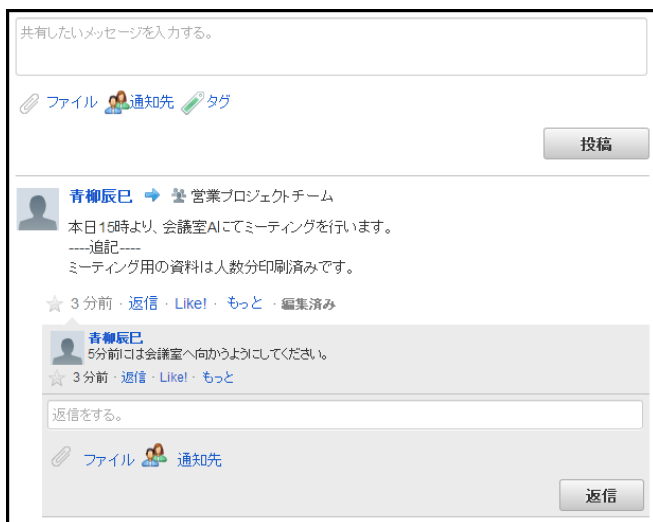 共有したいメッセージを入力する。
ファイル 通知先 タグ
投稿
青柳辰巳 営業プロジェクトチーム
本日15時より、会議室AIにてミーティングを行います。
----追記----
ミーティング用の資料は人数分印刷済みです。
3 分前 · 返信 · Like! · もっと · 編集済み
青柳辰巳
5分前には会議室へ向かうようにしてください。
3 分前 · 返信 · Like! · もっと
返信をする。
ファイル 通知先
返信